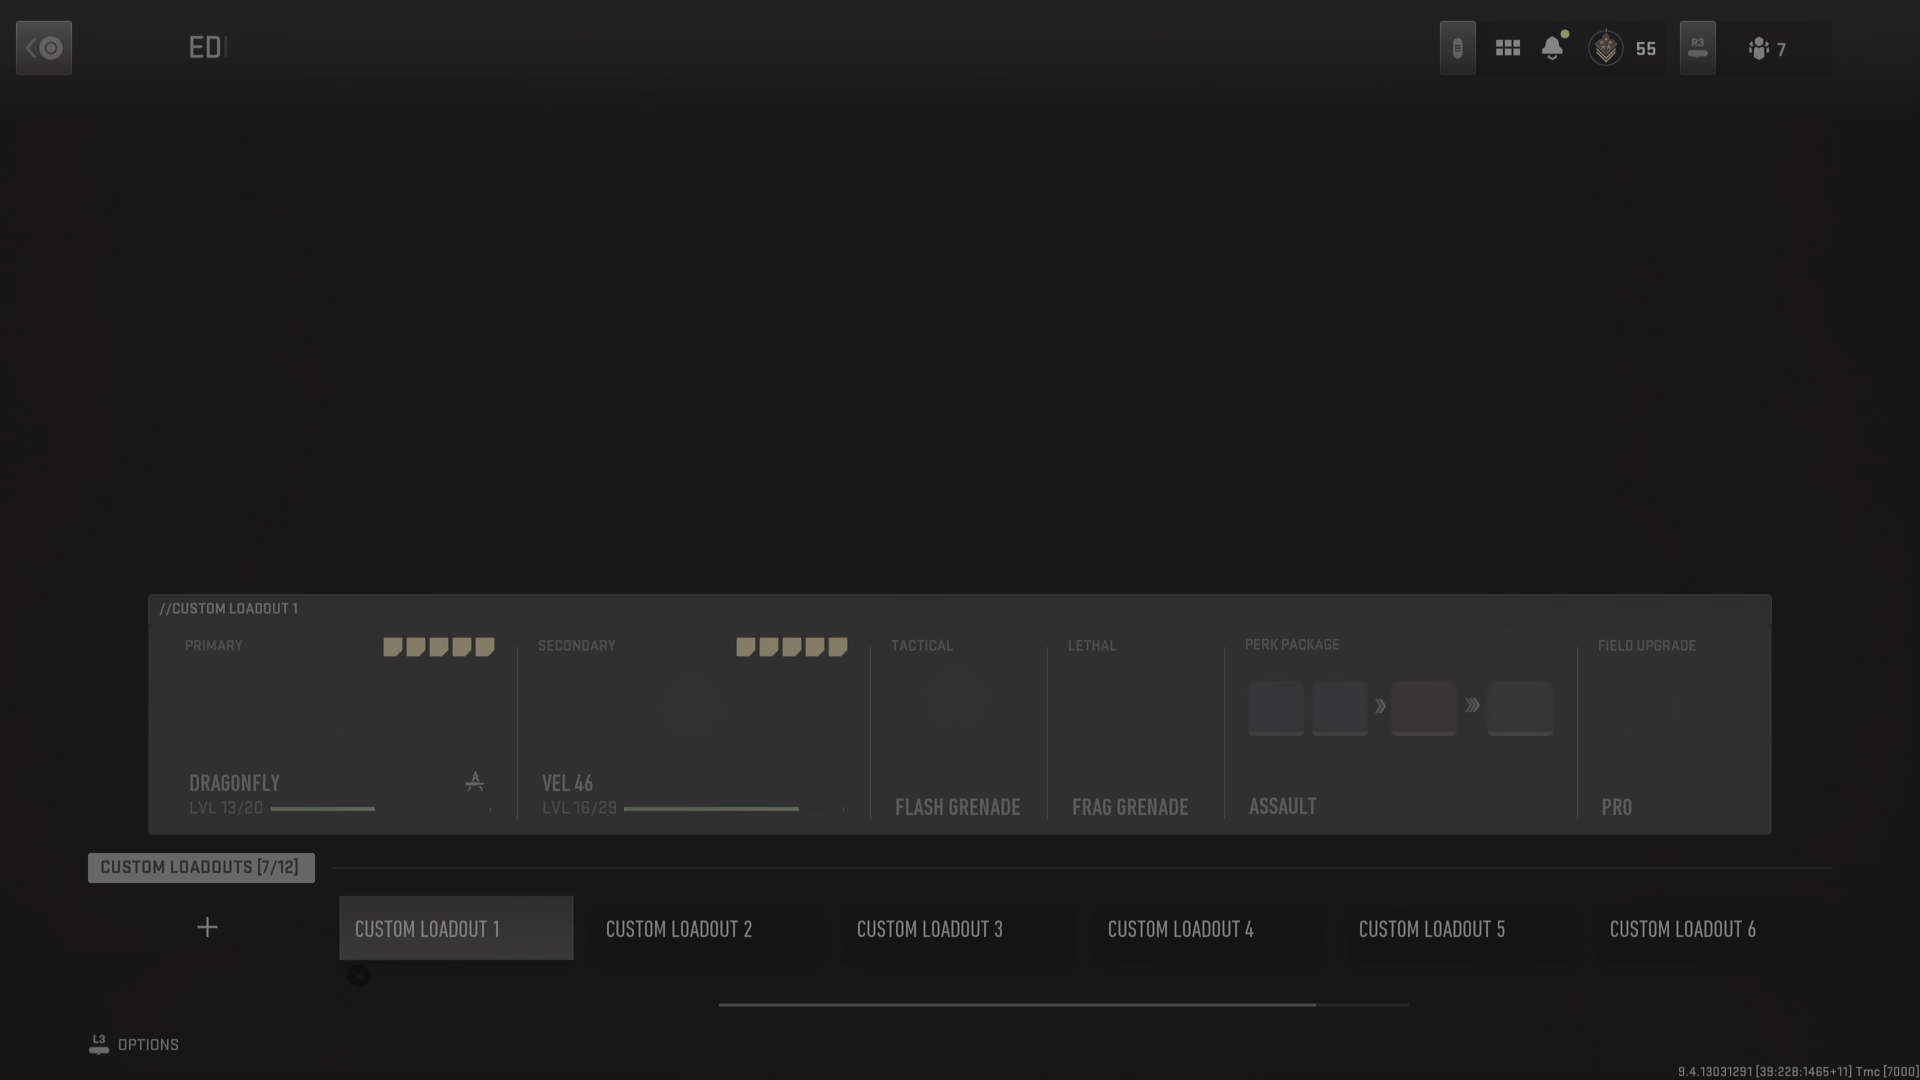 ED
55
R3
7
//CUSTOM LOADOUT 1
PRIMARY
SECONDARY
TACTICAL
LETHAL
PERK PACKAGE
FIELD UPGRADE
DRAGONFLY
LVL 13/20
VEL 46
LVL 16/29
FLASH GRENADE
FRAG GRENADE
ASSAULT
PRO
CUSTOM LOADOUTS [7/12]
CUSTOM LOADOUT 1
CUSTOM LOADOUT 2
CUSTOM LOADOUT 3
CUSTOM LOADOUT 4
CUSTOM LOADOUT 5
CUSTOM LOADOUT 6
L3 OPTIONS
9.4.13031291 [39:228:1465+11] Tmc [7000]